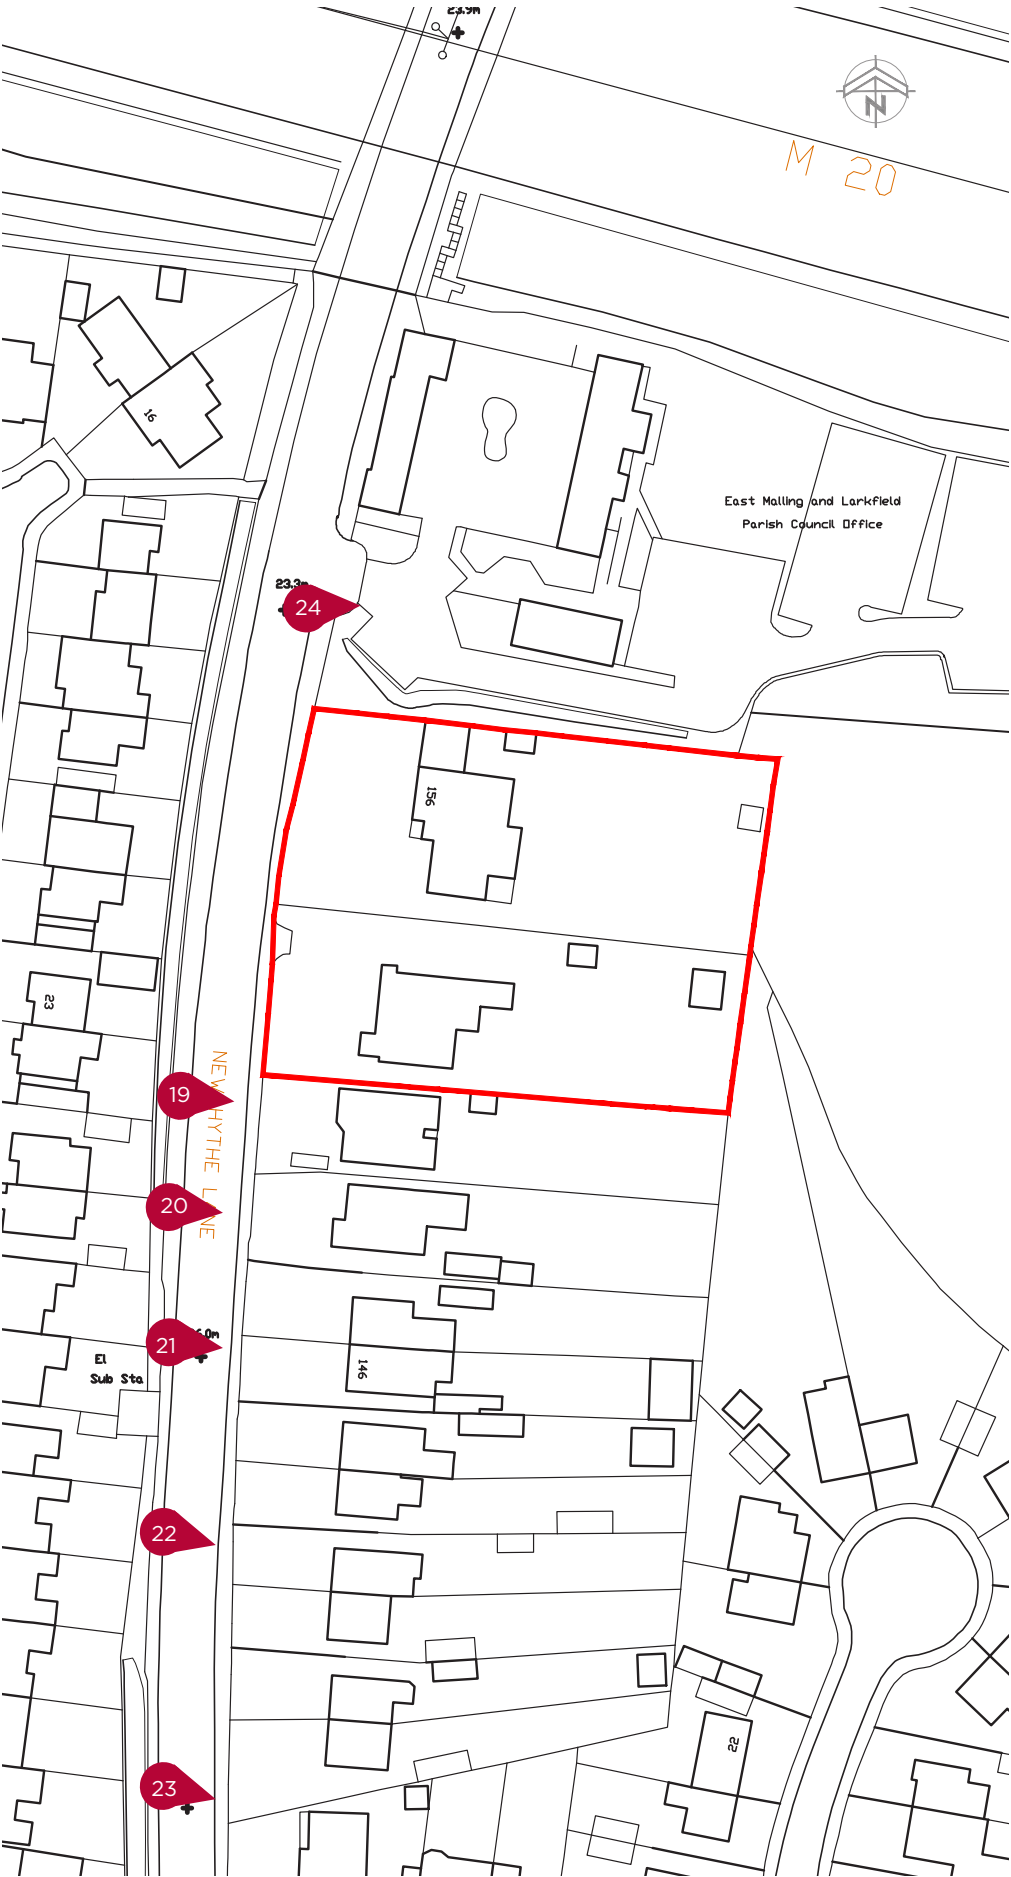 23.9m
N
M 20
16
East Malling and Larkfield
Parish Council Office
23.3m
24
156
23
NEW HYTHE LANE
19
20
21
El
Sub Sta
146
22
22
23